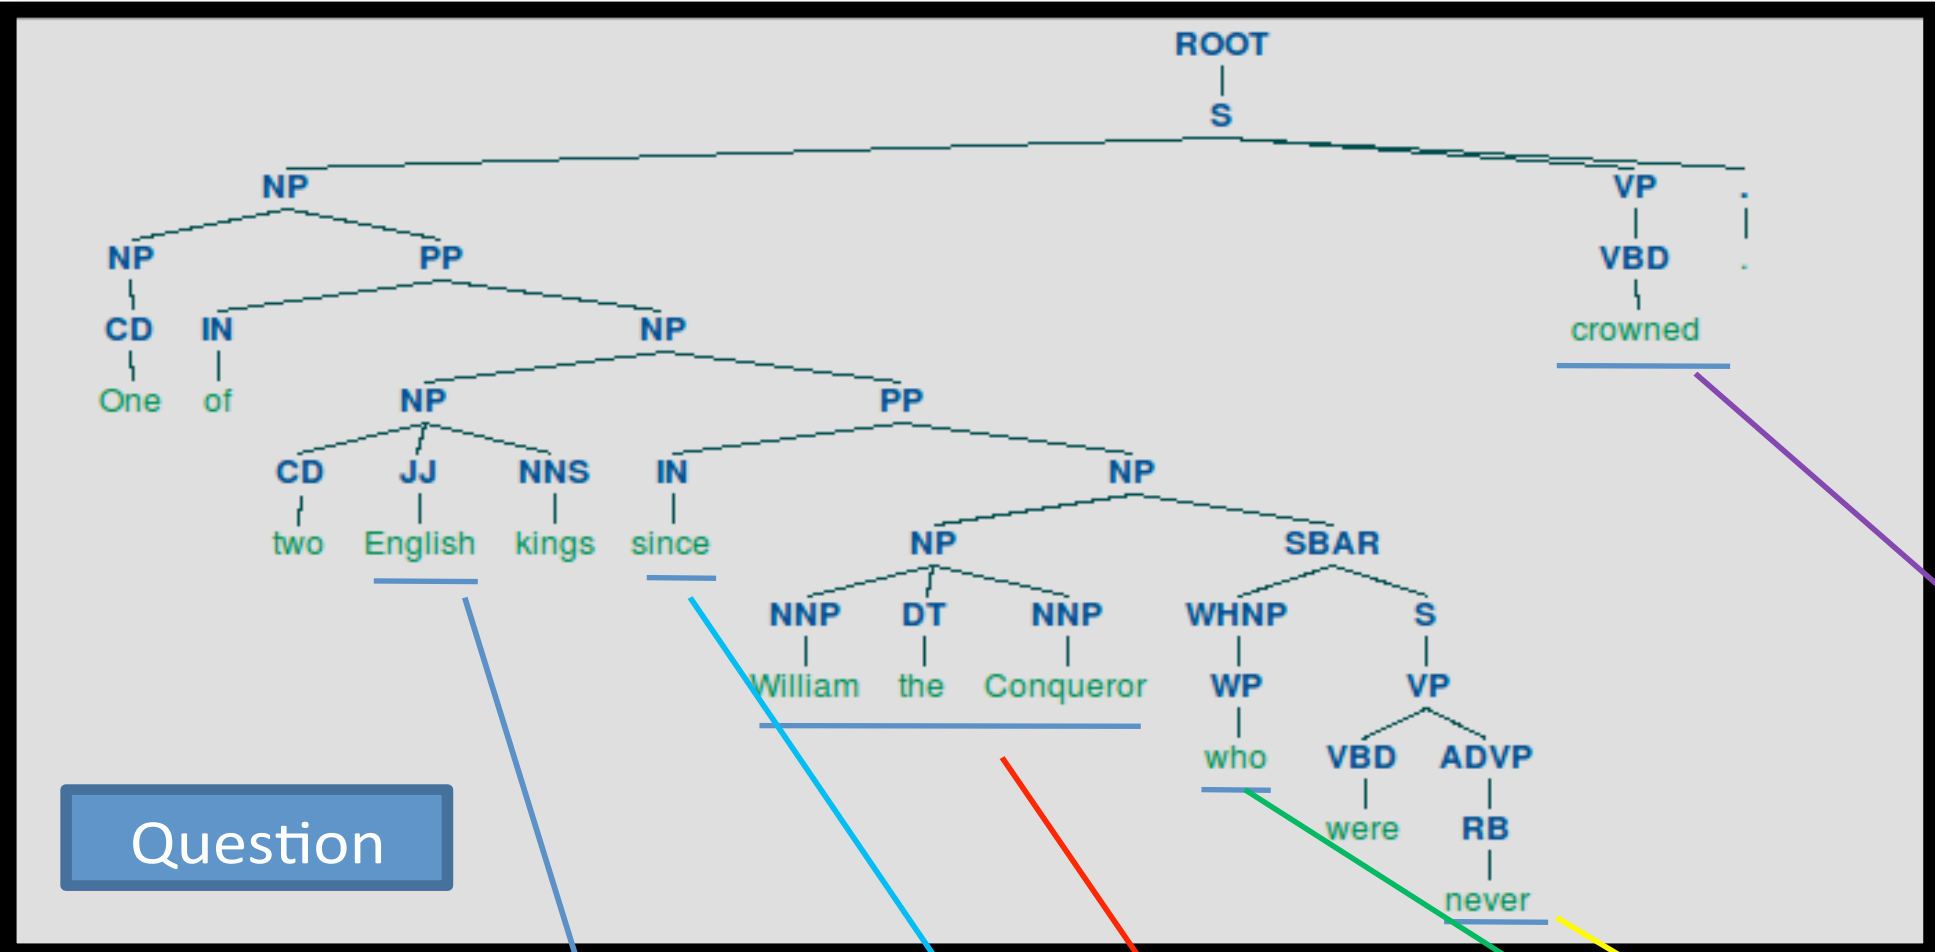 ROOT
S
NP VP .
NP PP VBD .
CD IN NP crowned
One of NP PP
CD JJ NNS IN NP
two English kings since NP SBAR
NNP DT NNP WHNP S
William the Conqueror WP VP
who VBD ADVP
were RB
Question
never